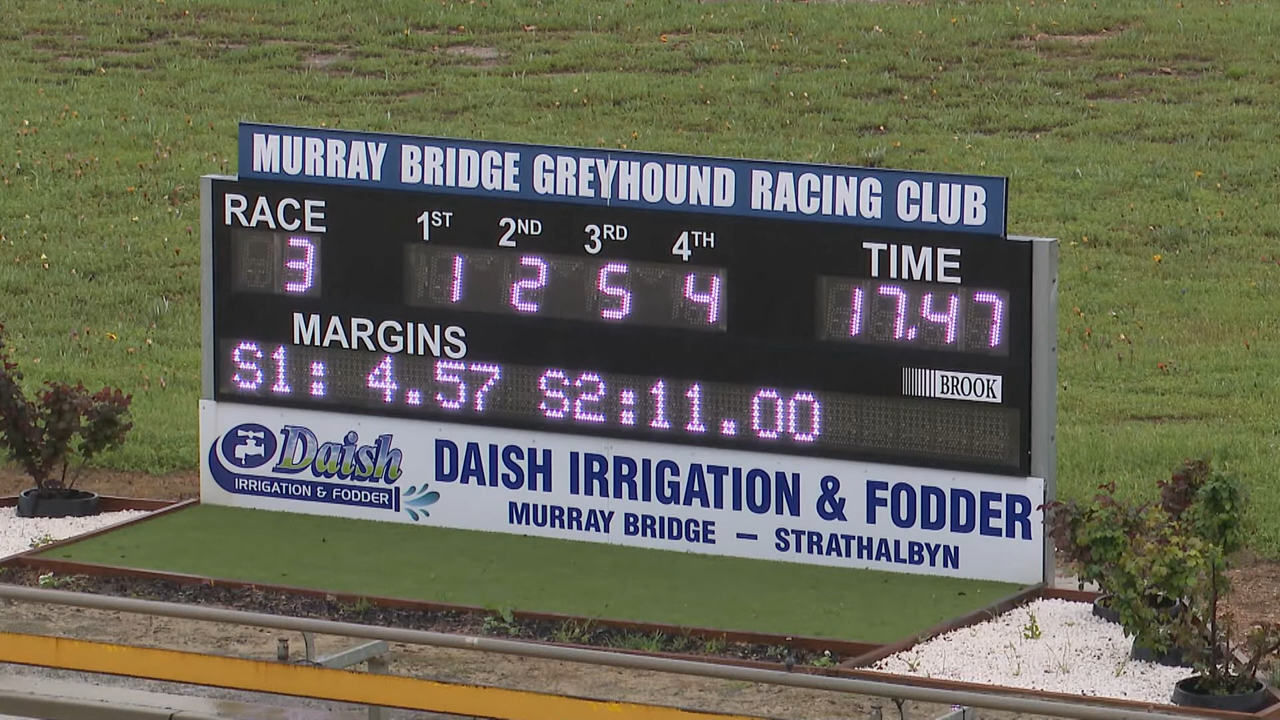 MURRAY BRIDGE GREYHOUND RACING CLUB
RACE 1ST 2ND 3RD 4TH TIME
3 1 2 5 4 17.47
MARGINS
BROOK
S1: 4.57 S2:11.00
Daish
IRRIGATION & FODDER
DAISH IRRIGATION & FODDER
MURRAY BRIDGE – STRATHALBYN